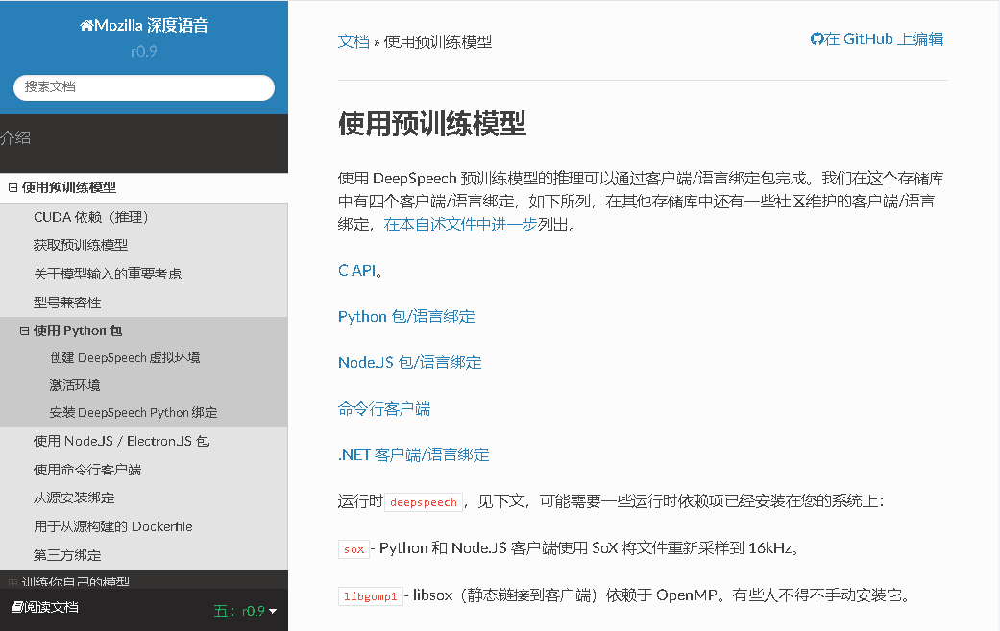 Mozilla 深度语音
r0.9
搜索文档
介绍
使用预训练模型
CUDA 依赖（推理）
获取预训练模型
关于模型输入的重要考虑
型号兼容性
使用 Python 包
创建 DeepSpeech 虚拟环境
激活环境
安装 DeepSpeech Python 绑定
使用 NodeJS / Electron.JS 包
使用命令行客户端
从源安装绑定
用于从源构建的 Dockerfile
第三方绑定
训练你自己的模型
阅读文档
五：r0.9
文档 » 使用预训练模型
在 GitHub 上编辑
使用预训练模型
使用 DeepSpeech 预训练模型的推理可以通过客户端/语言绑定包完成。我们在这个存储库
中有四个客户端/语言绑定，如下所列，在其他存储库中还有一些社区维护的客户端/语言
绑定，在本自述文件中进一步列出。
C API。
Python 包/语言绑定
Node.JS 包/语言绑定
命令行客户端
.NET 客户端/语言绑定
运行时 deepspeech，见下文，可能需要一些运行时依赖项已经安装在您的系统上：
sox - Python 和 Node.JS 客户端使用 SoX 将文件重新采样到 16kHz。
libgomp1 - libsox（静态链接到客户端）依赖于 OpenMP。有些人不得不手动安装它。